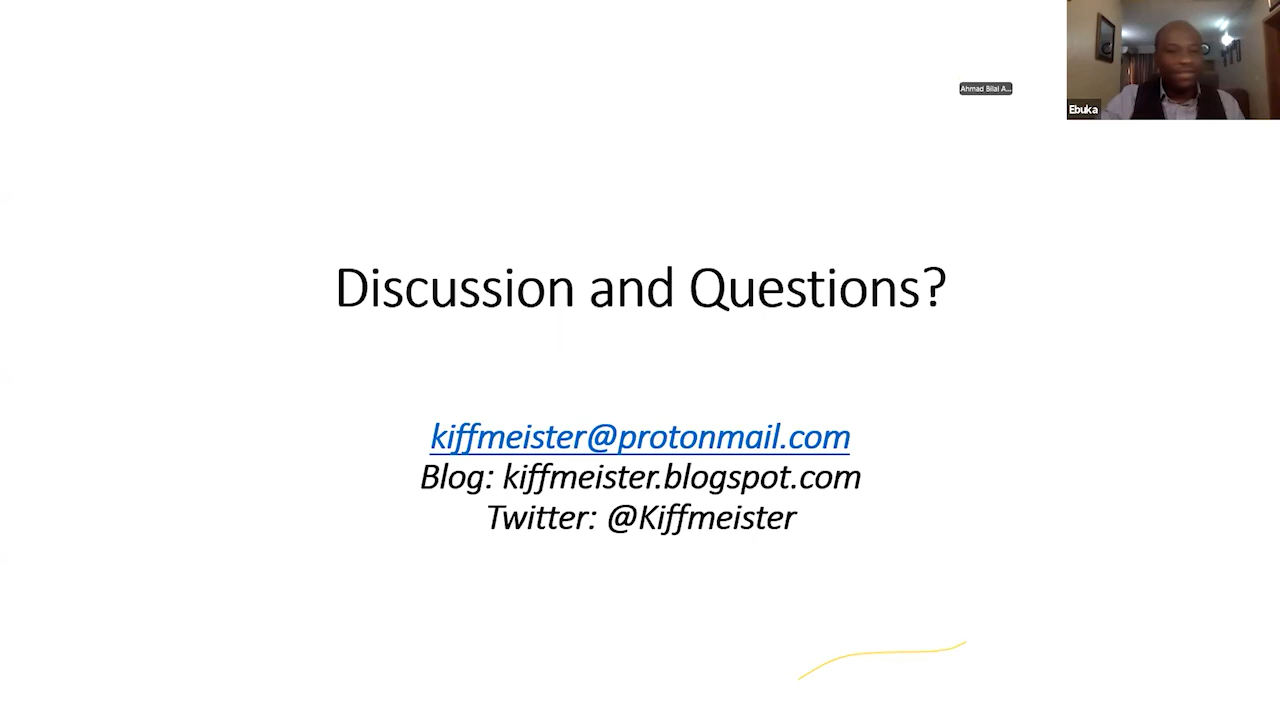 Ahmad Bilal A...
Ebuka
Discussion and Questions?
kiffmeister@protonmail.com
Blog: kiffmeister.blogspot.com
Twitter: @Kiffmeister